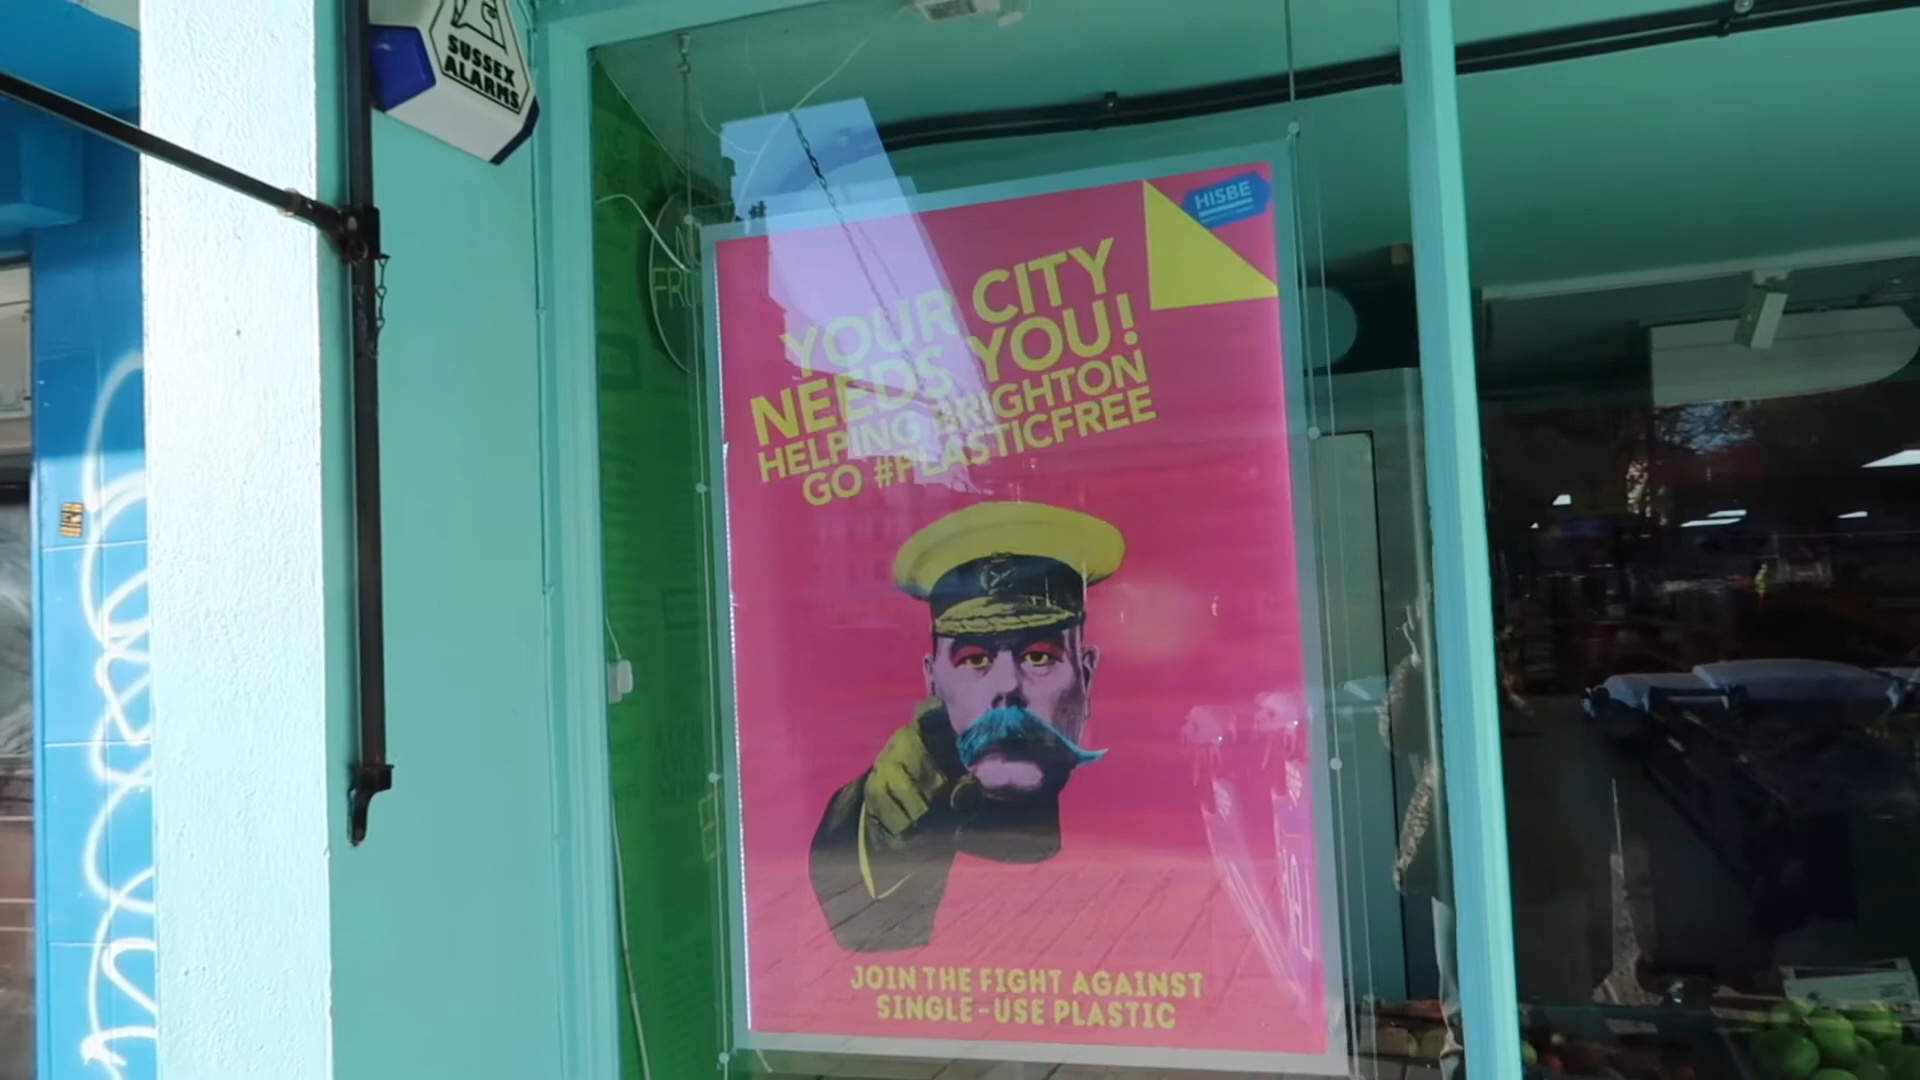 SUSSEX
ALARMS
HISBE
YOUR CITY
NEEDS YOU!
HELPING BRIGHTON
GO #PLASTICFREE
JOIN THE FIGHT AGAINST
SINGLE-USE PLASTIC